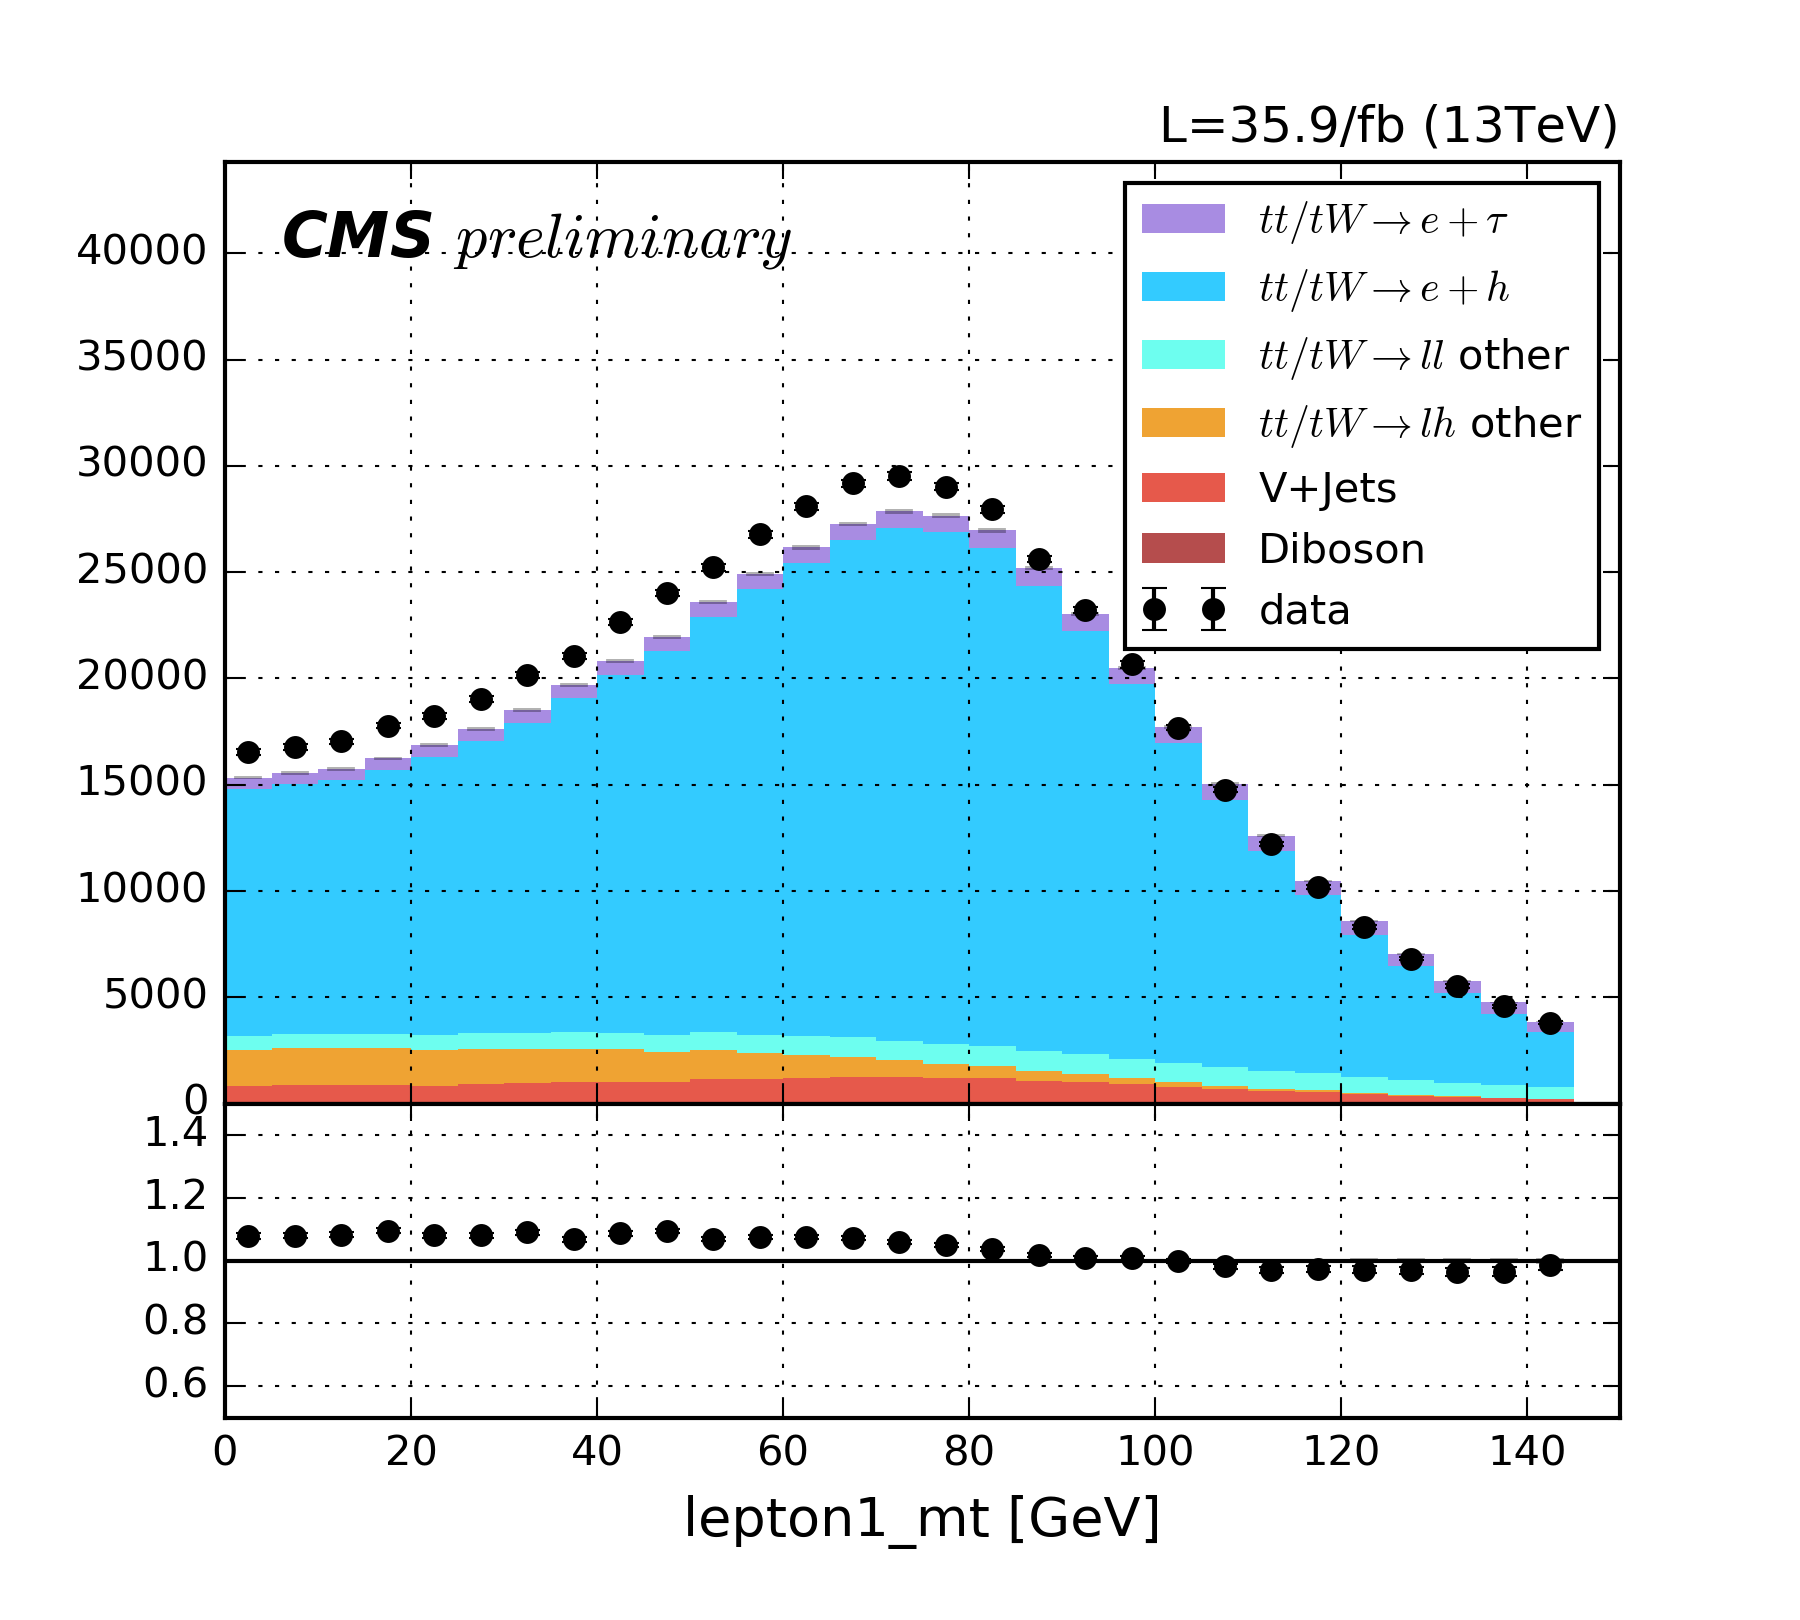 L=35.9/fb (13TeV)
CMS preliminary
tt/tW→e+τ
tt/tW→e+h
tt/tW→ll other
tt/tW→lh other
V+Jets
Diboson
data
40000
35000
30000
25000
20000
15000
10000
5000
0
1.4
1.2
1.0
0.8
0.6
0 20 40 60 80 100 120 140
lepton1_mt [GeV]